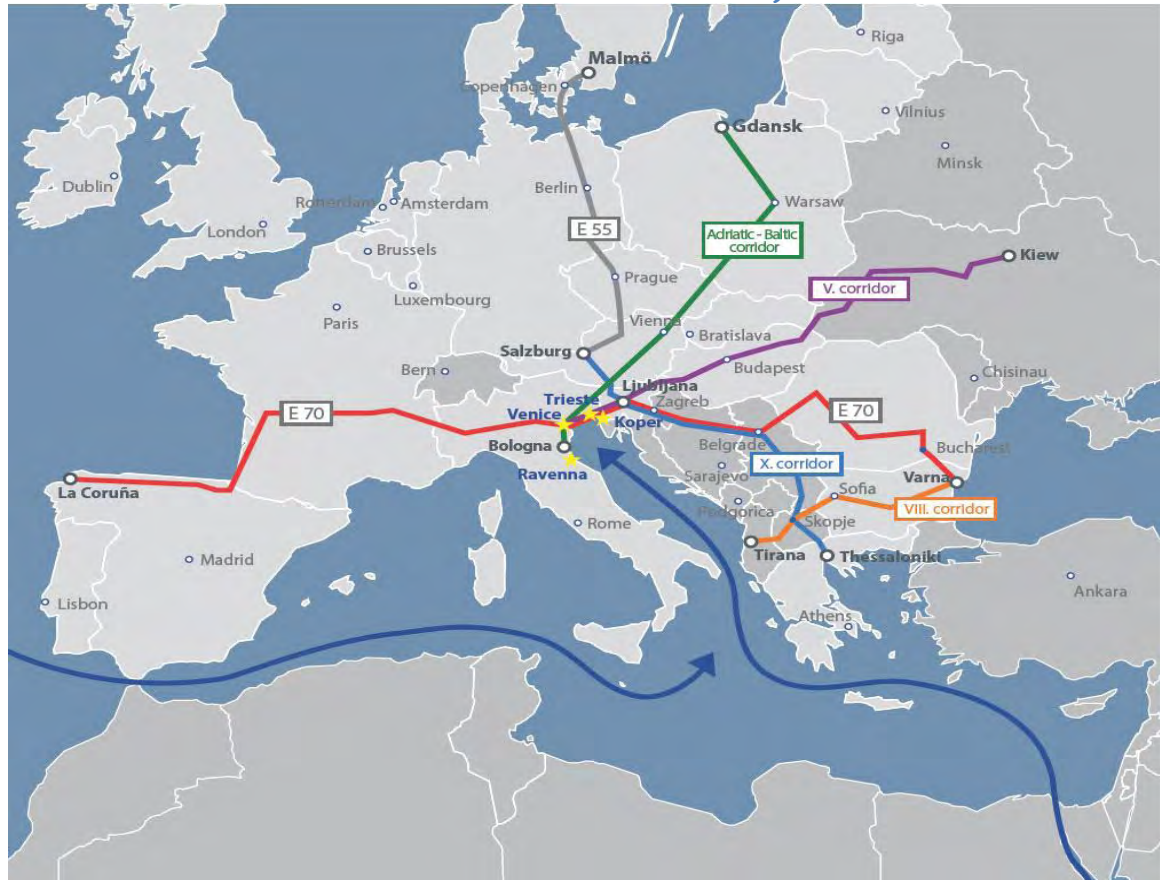 Riga
Malmö
Copenhagen
Vilnius
Gdansk
Minsk
Dublin
Berlin
Rotterdam
Amsterdam
Warsaw
London
E 55
Adriatic - Baltic
corridor
Brussels
Kiew
Prague
V. corridor
Luxembourg
Paris
Vienna
Bratislava
Salzburg
Budapest
Bern
Chisinau
Ljubljana
Trieste
Zagreb
E 70
Venice
E 70
Koper
Bologna
Belgrade
Bucharest
X. corridor
Ravenna
Sarajevo
Varna
La Coruña
Sofia
Podgorica
VIII. corridor
Rome
Skopje
Madrid
Tirana
Thessaloniki
Ankara
Lisbon
Athens